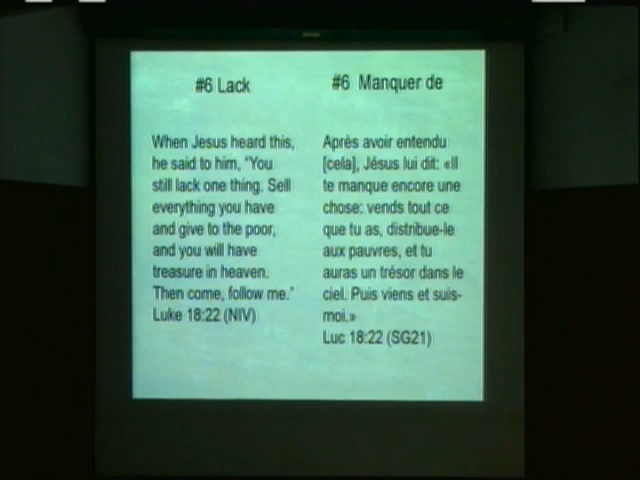 #6 Lack
When Jesus heard this,
he said to him, "You
still lack one thing. Sell
everything you have
and give to the poor,
and you will have
treasure in heaven.
Then come, follow me."
Luke 18:22 (NIV)
#6 Manquer de
Après avoir entendu
[cela], Jésus lui dit: «Il
te manque encore une
chose: vends tout ce
que tu as, distribue-le
aux pauvres, et tu
auras un trésor dans le
ciel. Puis viens et suis-
moi.»
Luc 18:22 (SG21)